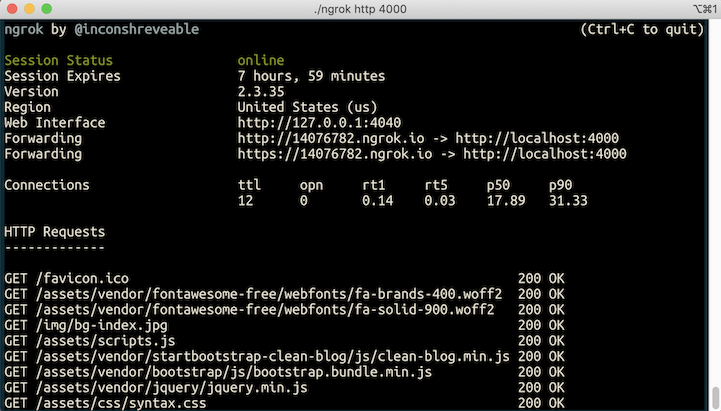 ./ngrok http 4000 ⌥⌘1
ngrok by @inconshreveable (Ctrl+C to quit)
Session Status online
Session Expires 7 hours, 59 minutes
Version 2.3.35
Region United States (us)
Web Interface http://127.0.0.1:4040
Forwarding http://14076782.ngrok.io -> http://localhost:4000
Forwarding https://14076782.ngrok.io -> http://localhost:4000
Connections ttl opn rt1 rt5 p50 p90
12 0 0.14 0.03 17.89 31.33
HTTP Requests
-------------
GET /favicon.ico 200 OK
GET /assets/vendor/fontawesome-free/webfonts/fa-brands-400.woff2 200 OK
GET /assets/vendor/fontawesome-free/webfonts/fa-solid-900.woff2 200 OK
GET /img/bg-index.jpg 200 OK
GET /assets/scripts.js 200 OK
GET /assets/vendor/startbootstrap-clean-blog/js/clean-blog.min.js 200 OK
GET /assets/vendor/bootstrap/js/bootstrap.bundle.min.js 200 OK
GET /assets/vendor/jquery/jquery.min.js 200 OK
GET /assets/css/syntax.css 200 OK